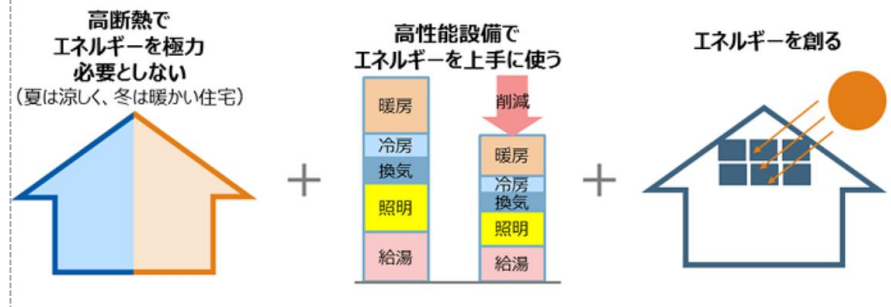 高断熱で
エネルギーを極力
必要としない
（夏は涼しく、冬は暖かい住宅）
高性能設備で
エネルギーを上手に使う
暖房
冷房
換気
照明
給湯
削減
暖房
冷房
換気
照明
給湯
エネルギーを創る